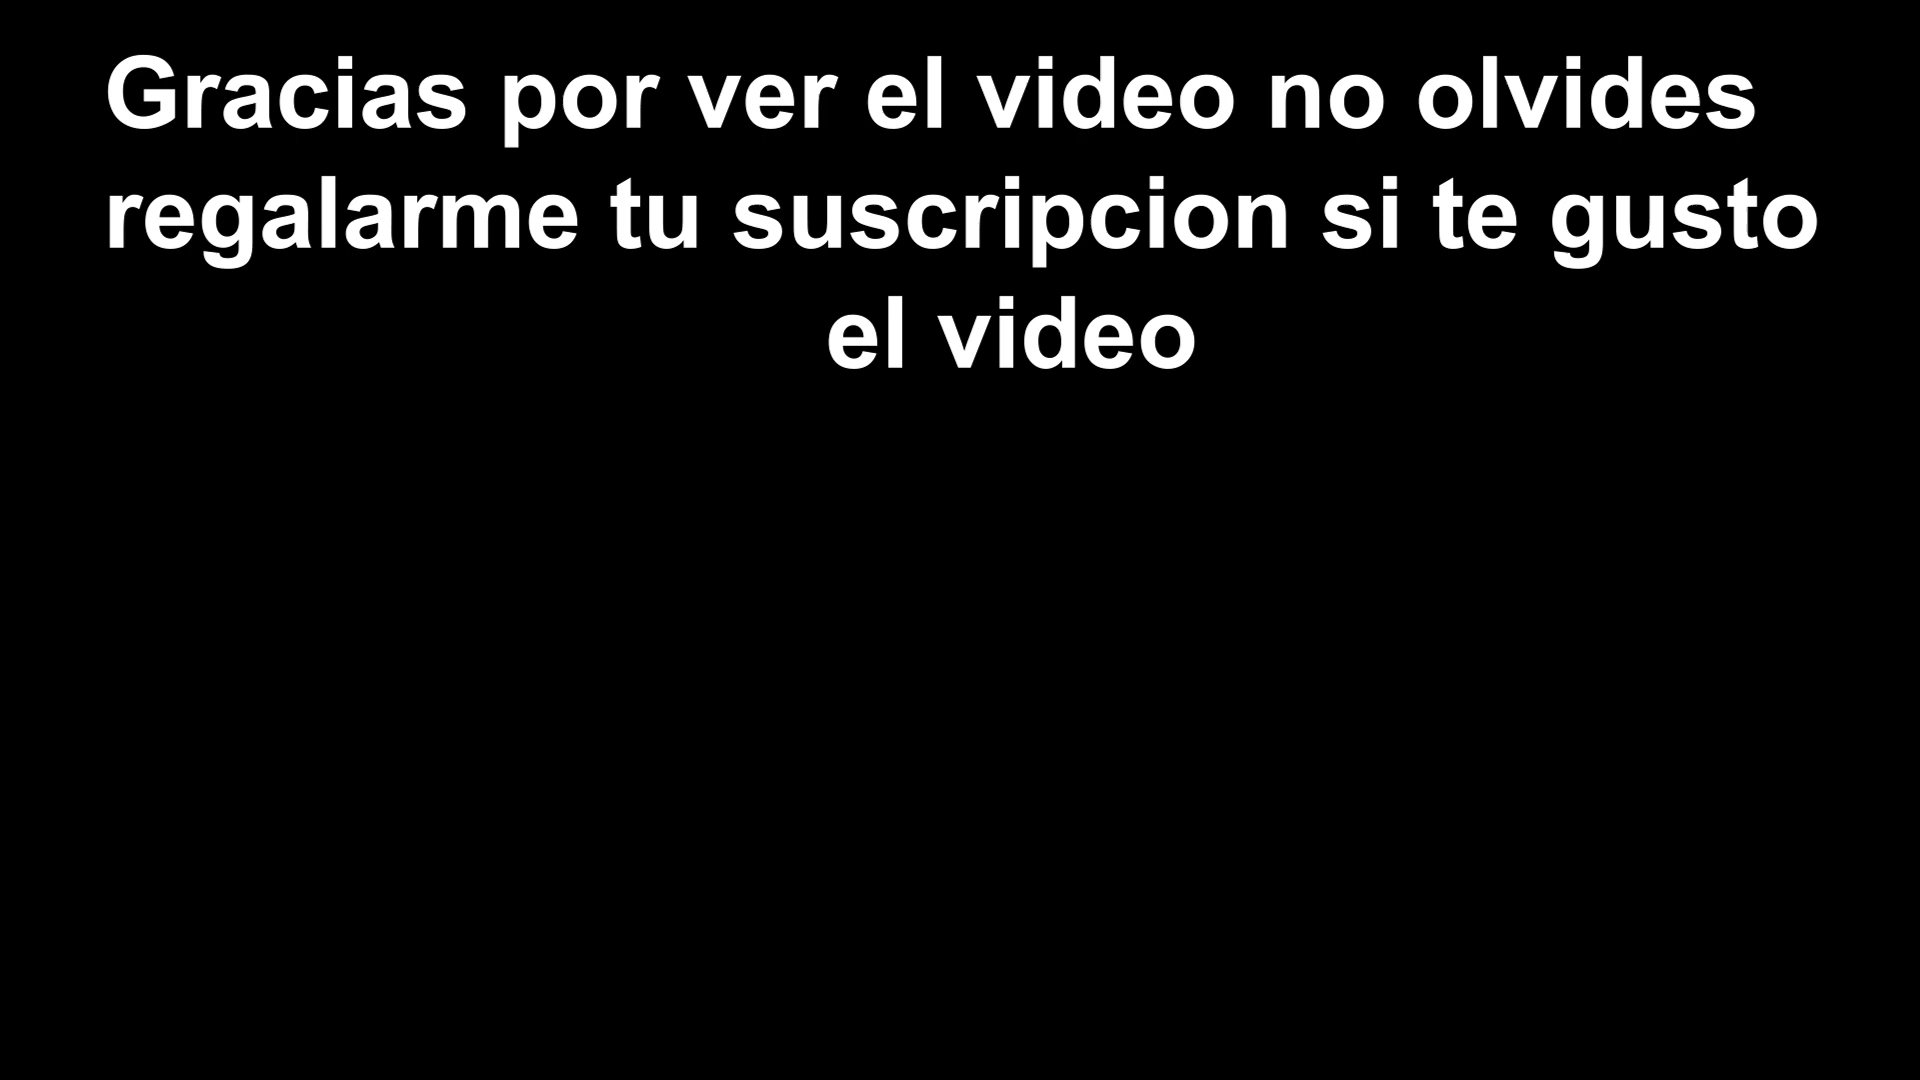 Gracias por ver el video no olvides
regalarme tu suscripcion si te gusto
el video